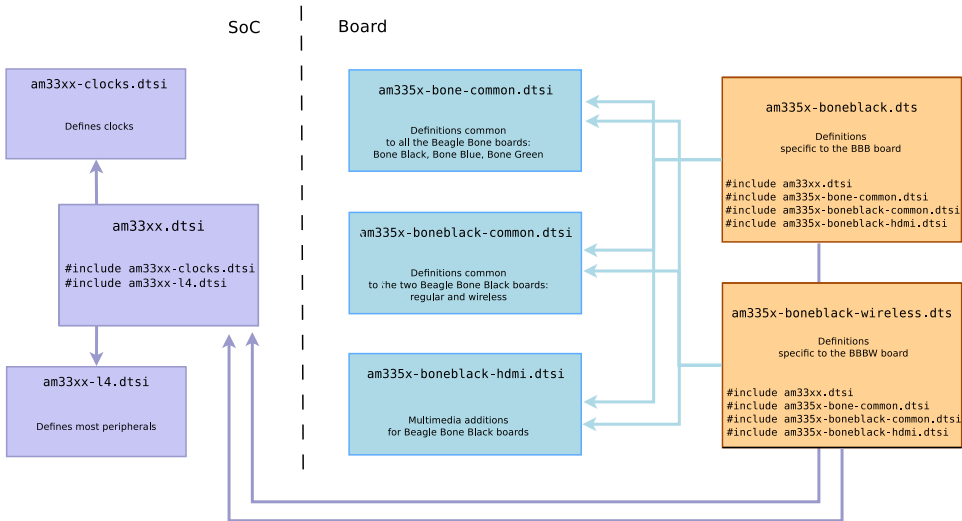 SoC
Board
am33xx-clocks.dtsi
Defines clocks
am33xx.dtsi
#include am33xx-clocks.dtsi
#include am33xx-l4.dtsi
am33xx-l4.dtsi
Defines most peripherals
am335x-bone-common.dtsi
Definitions common
to all the Beagle Bone boards:
Bone Black, Bone Blue, Bone Green
am335x-boneblack-common.dtsi
Definitions common
to the two Beagle Bone Black boards:
regular and wireless
am335x-boneblack-hdmi.dtsi
Multimedia additions
for Beagle Bone Black boards
am335x-boneblack.dts
Definitions
specific to the BBB board
#include am33xx.dtsi
#include am335x-bone-common.dtsi
#include am335x-boneblack-common.dtsi
#include am335x-boneblack-hdmi.dtsi
am335x-boneblack-wireless.dts
Definitions
specific to the BBBW board
#include am33xx.dtsi
#include am335x-bone-common.dtsi
#include am335x-boneblack-common.dtsi
#include am335x-boneblack-hdmi.dtsi